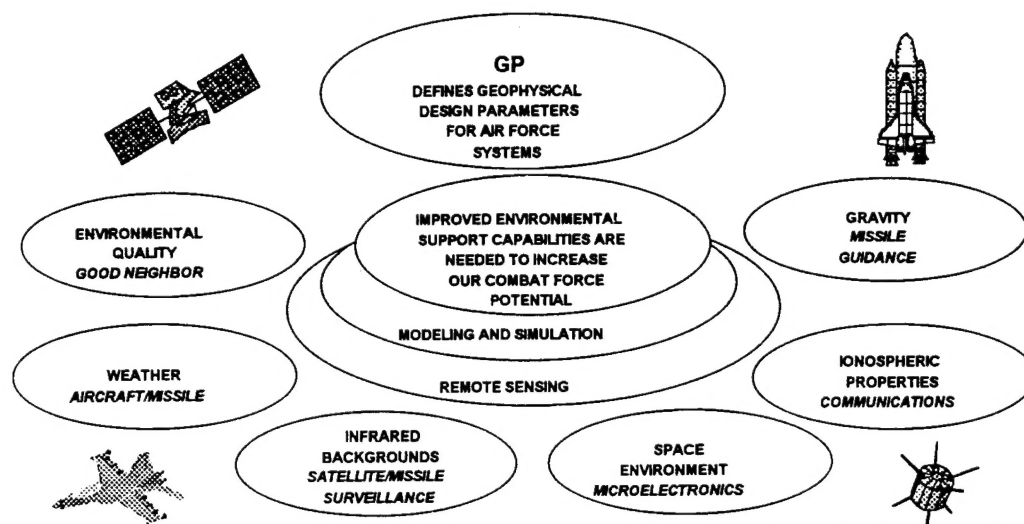 GP
DEFINES GEOPHYSICAL
DESIGN PARAMETERS
FOR AIR FORCE
SYSTEMS
IMPROVED ENVIRONMENTAL
SUPPORT CAPABILITIES ARE
NEEDED TO INCREASE
OUR COMBAT FORCE
POTENTIAL
MODELING AND SIMULATION
REMOTE SENSING
ENVIRONMENTAL
QUALITY
GOOD NEIGHBOR
GRAVITY
MISSILE
GUIDANCE
WEATHER
AIRCRAFT/MISSILE
IONOSPHERIC
PROPERTIES
COMMUNICATIONS
INFRARED
BACKGROUNDS
SATELLITE/MISSILE
SURVEILLANCE
SPACE
ENVIRONMENT
MICROELECTRONICS